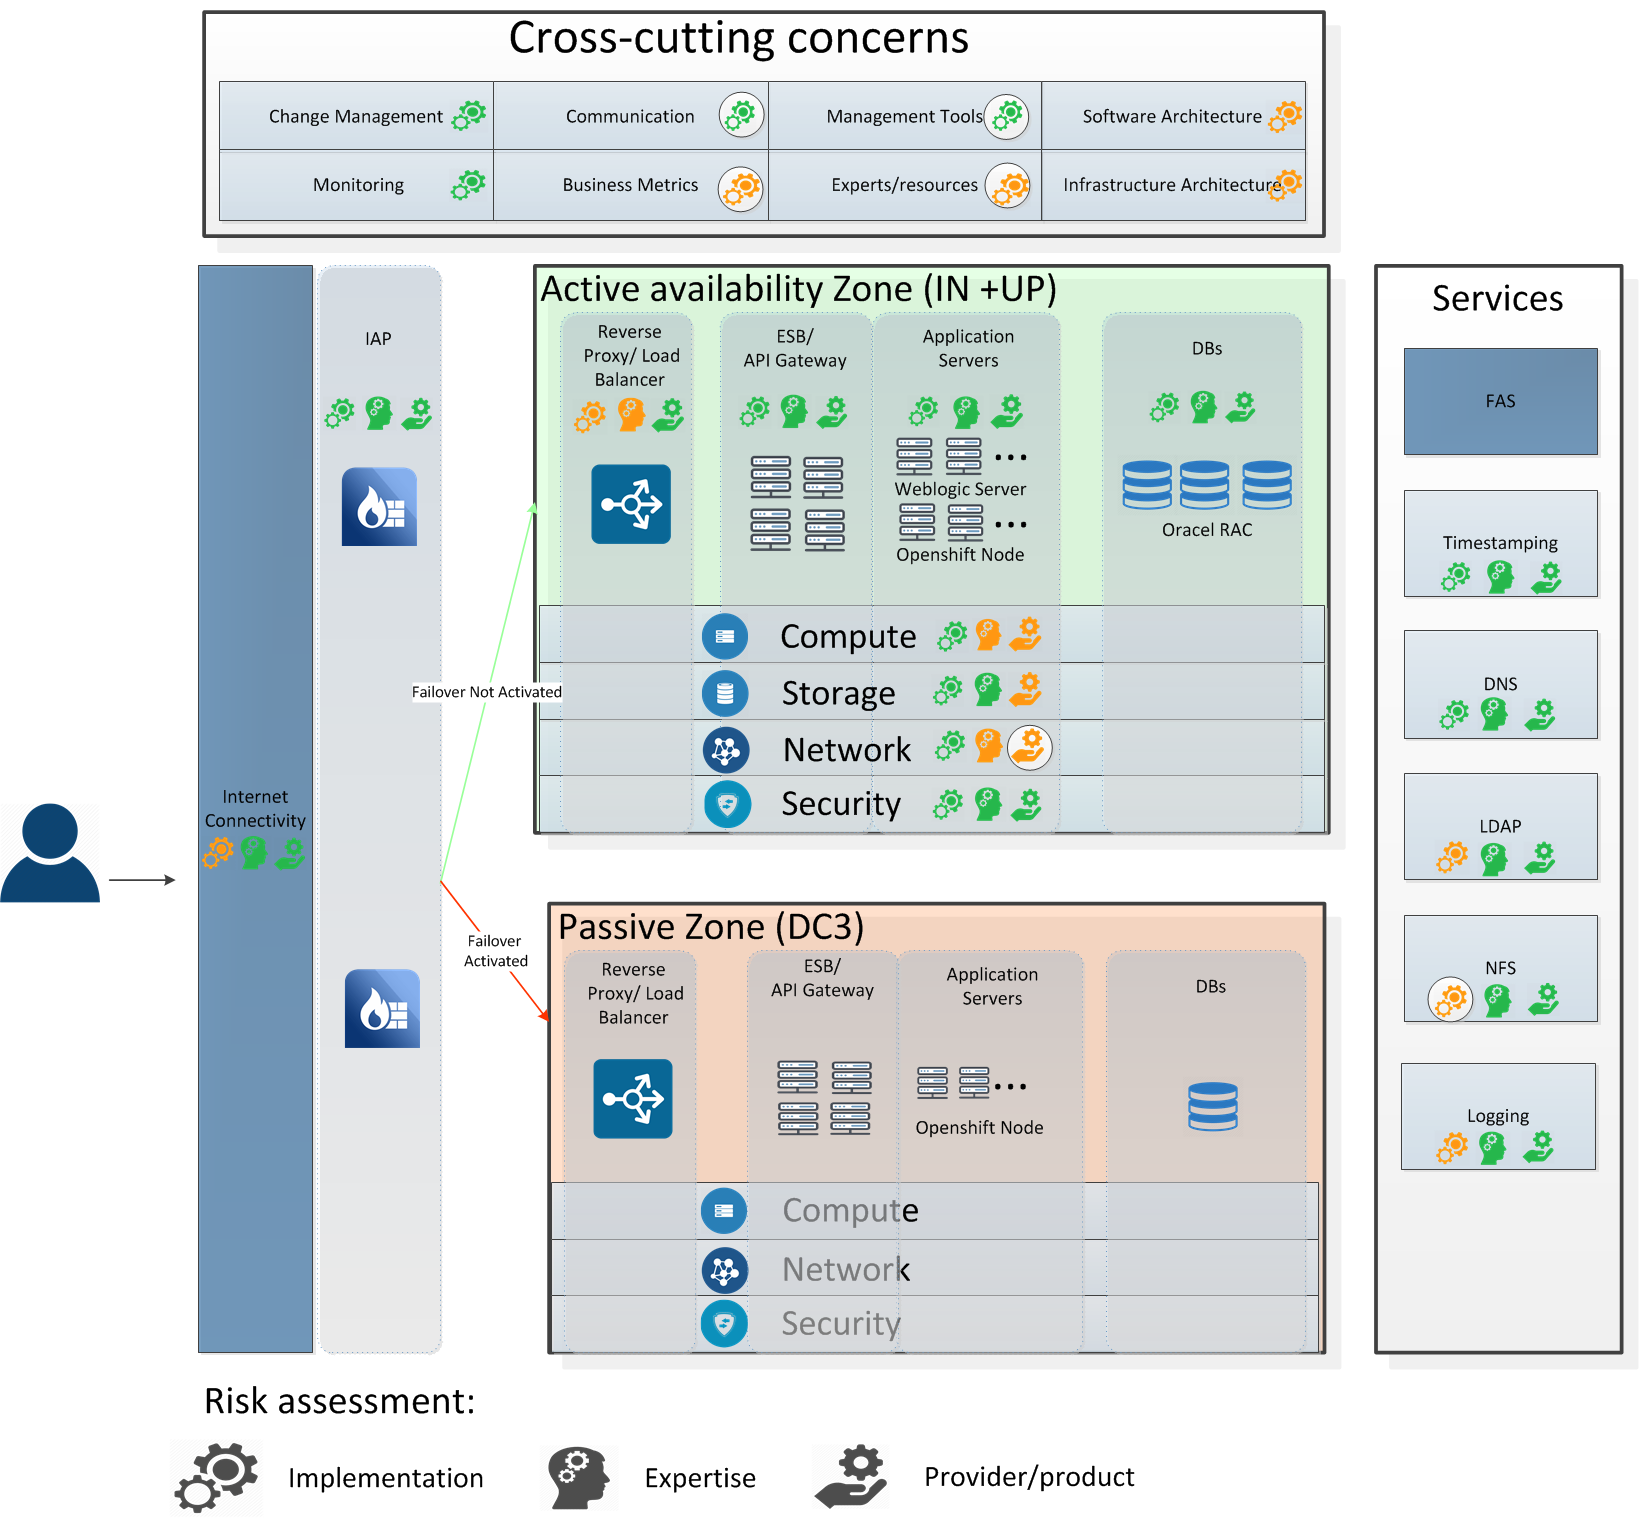 Cross-cutting concerns
Change Management
Communication
Management Tools
Software Architecture
Monitoring
Business Metrics
Experts/resources
Infrastructure Architecture
Internet
Connectivity
IAP
Failover Not Activated
Failover
Activated
Active availability Zone (IN +UP)
Reverse
Proxy/ Load
Balancer
ESB/
API Gateway
Application
Servers
Weblogic Server
Openshift Node
DBs
Oracel RAC
Compute
Storage
Network
Security
Passive Zone (DC3)
Reverse
Proxy/ Load
Balancer
ESB/
API Gateway
Application
Servers
Openshift Node
DBs
Compute
Network
Security
Services
FAS
Timestamping
DNS
LDAP
NFS
Logging
Risk assessment:
Implementation
Expertise
Provider/product